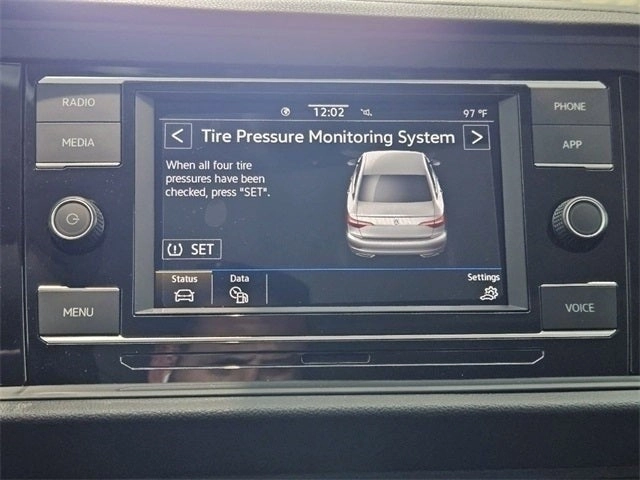 RADIO
MEDIA
MENU
12:02
97 °F
Tire Pressure Monitoring System
When all four tire
pressures have been
checked, press "SET".
SET
Status
Data
Settings
PHONE
APP
VOICE